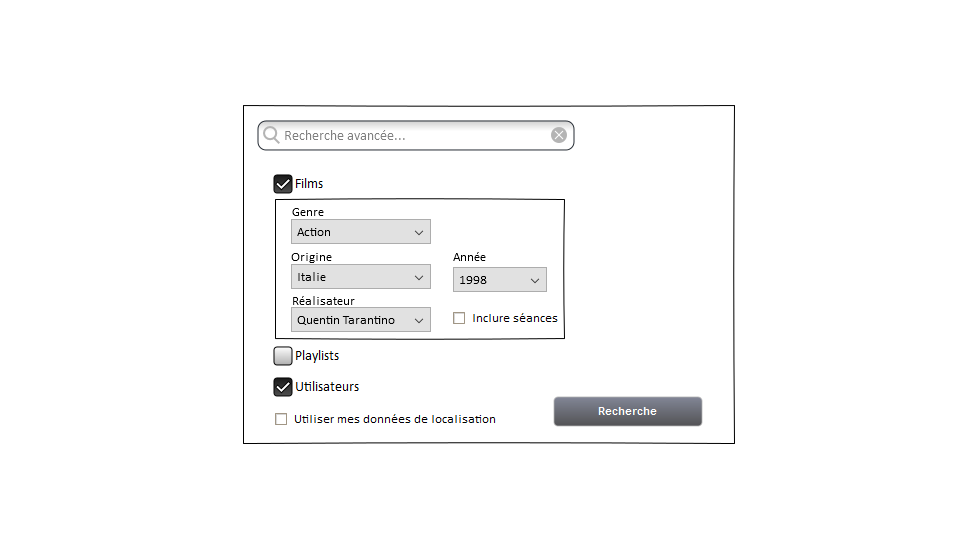 Recherche avancée...
Films
Genre
Action
Origine
Année
Italie
1998
Réalisateur
Quentin Tarantino
Inclure séances
Playlists
Utilisateurs
Recherche
Utiliser mes données de localisation